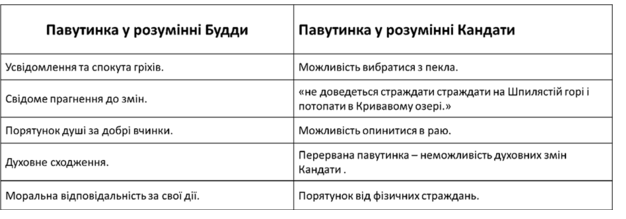 Павутинка у розумінні Будди
Павутинка у розумінні Кандати
Усвідомлення та спокута гріхів.
Можливість вибратися з пекла.
Свідоме прагнення до змін.
«не доведеться страждати страждати на Шпилястій горі і
потопати в Кривавому озері.»
Порятунок душі за добрі вчинки.
Можливість опинитися в раю.
Духовне сходження.
Перервана павутинка – неможливість духовних змін
Кандати .
Моральна відповідальність за свої дії.
Порятунок від фізичних страждань.